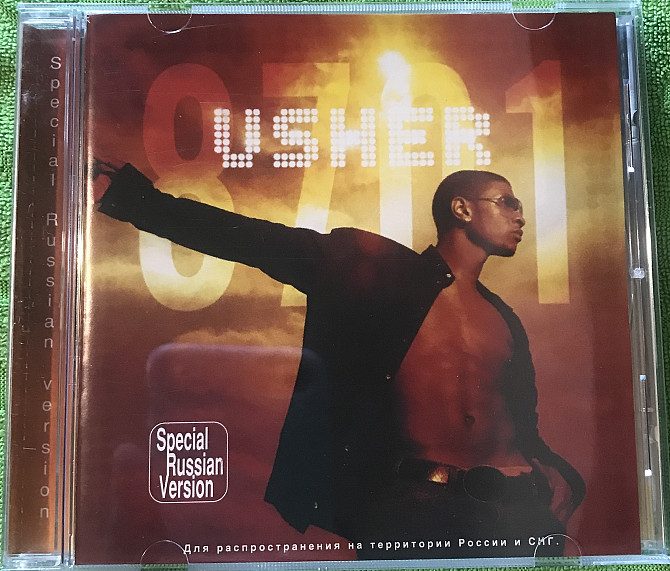 Special Russian version
8701
USHER
Special
Russian
Version
Для распространения на территории России и СНГ.